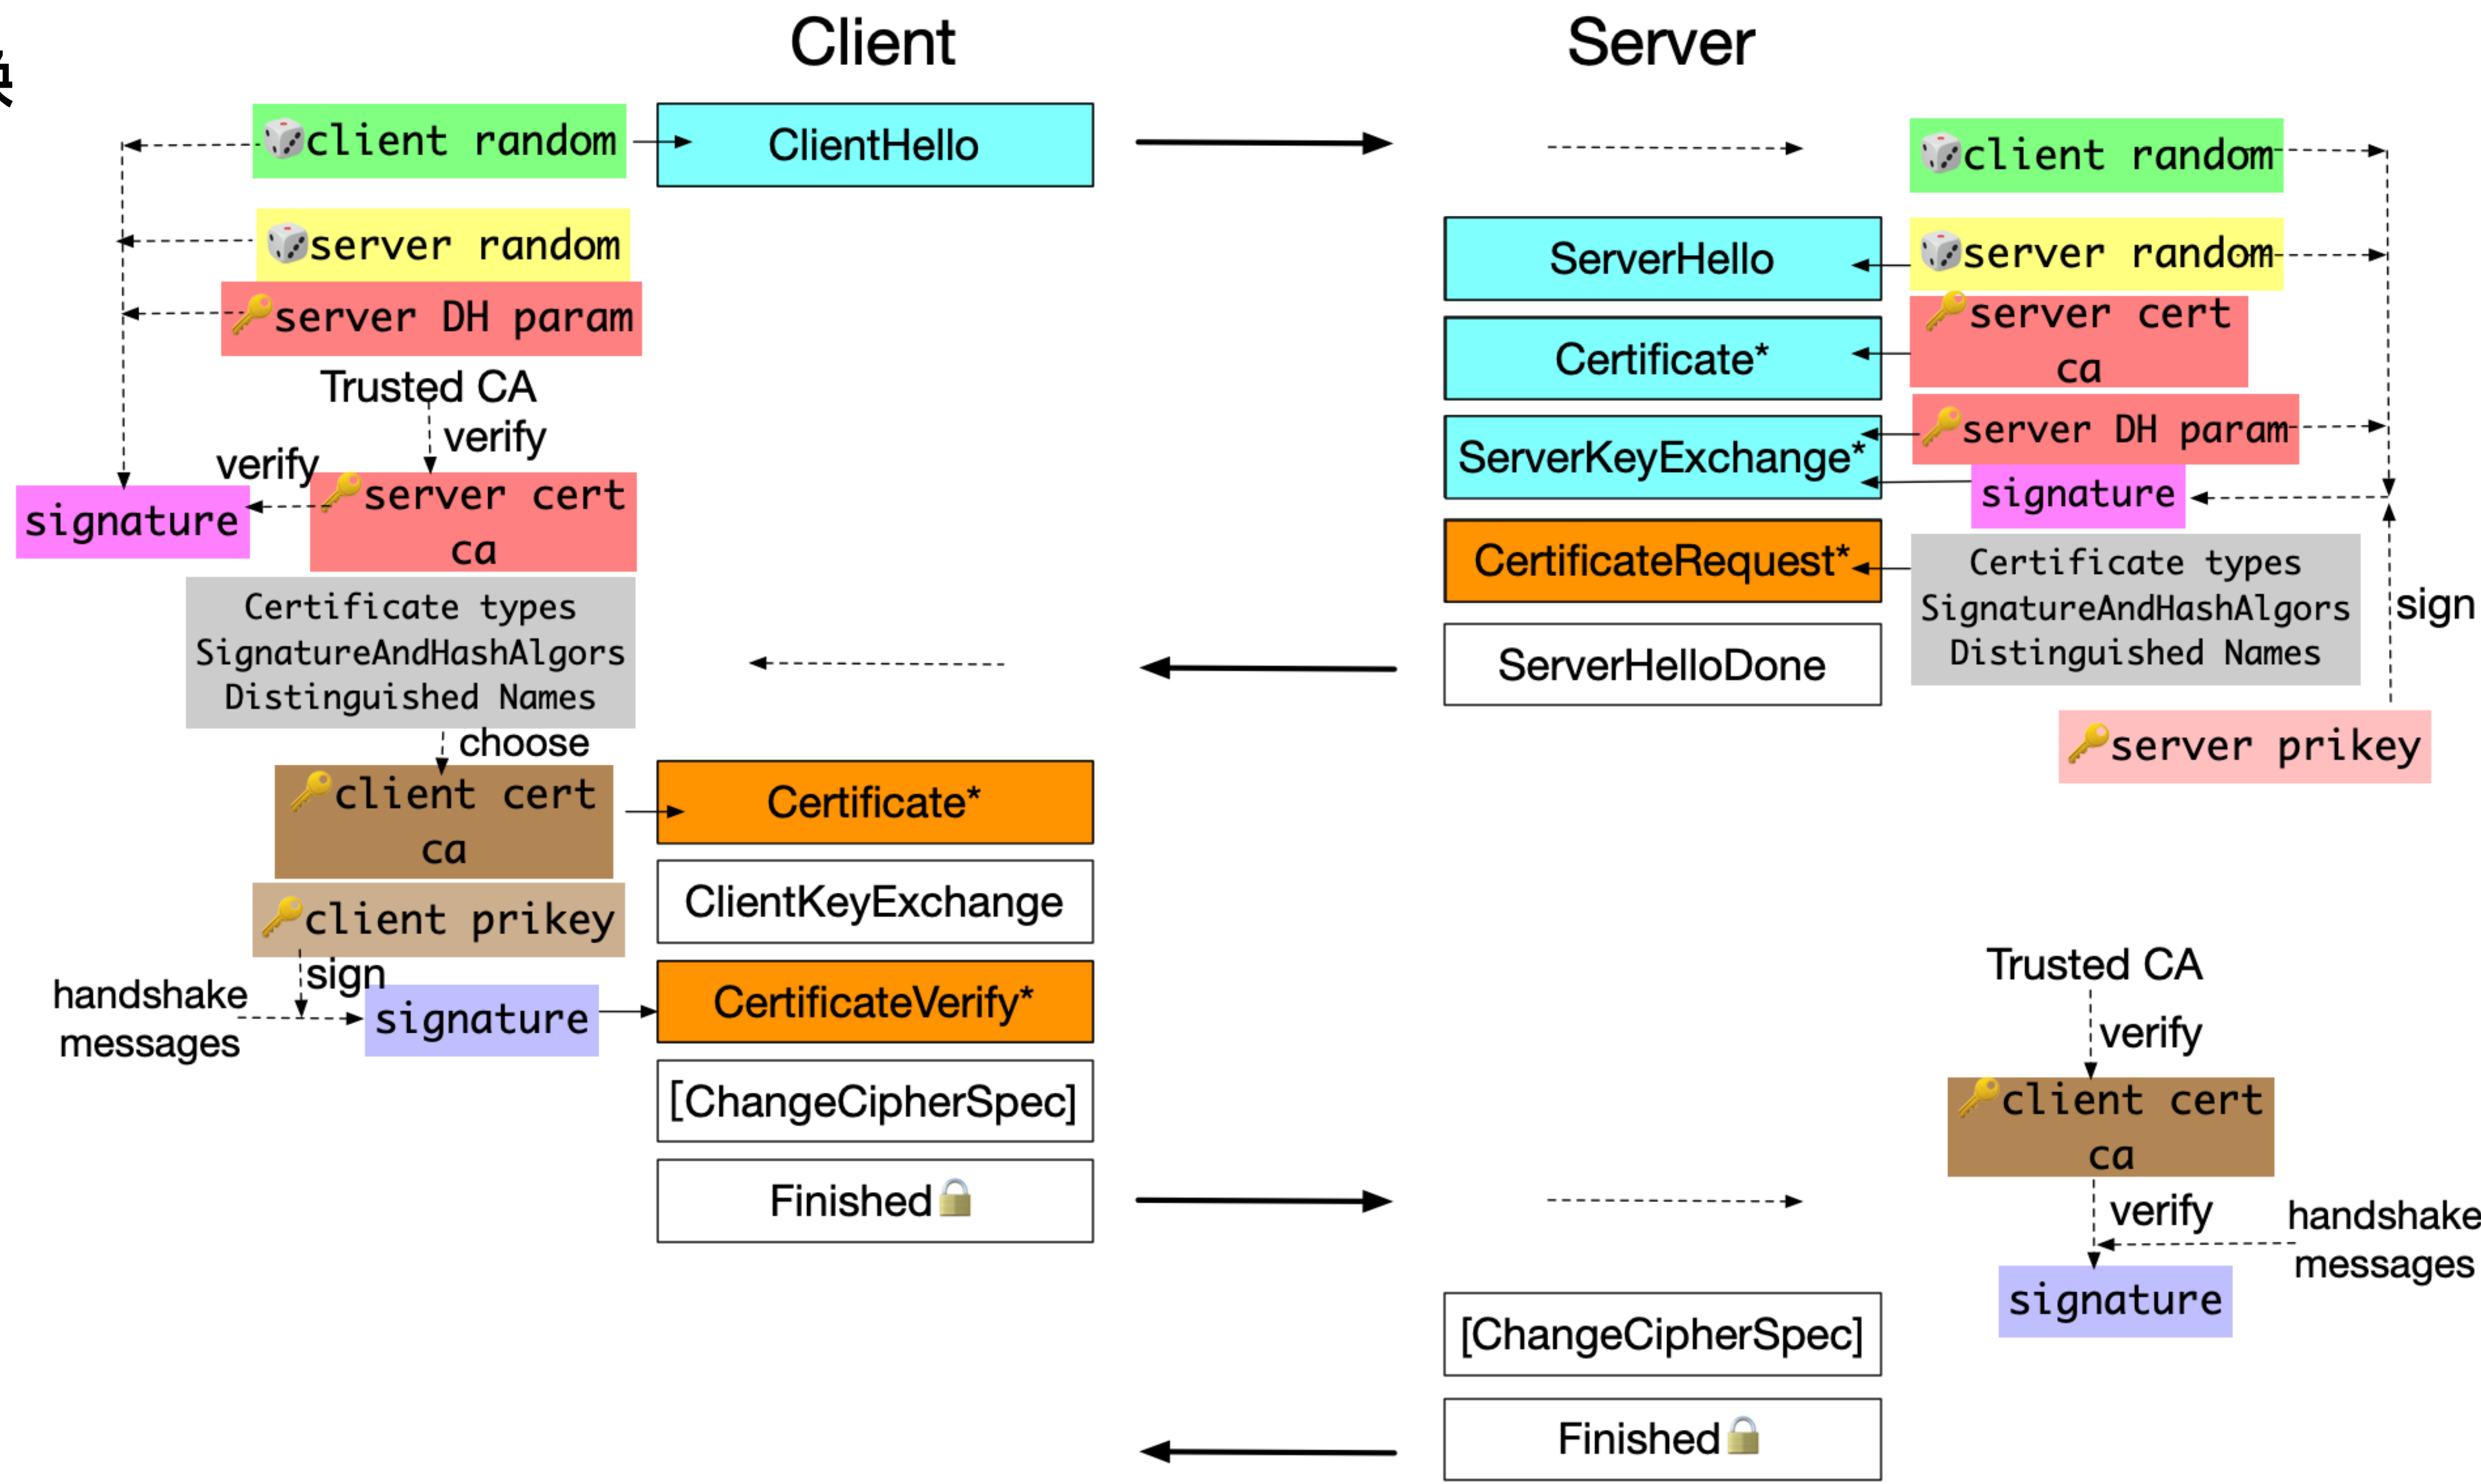 Client
Server
client random
ClientHello
client random
server random
ServerHello
server random
server DH param
Certificate*
server cert
ca
Trusted CA
verify
ServerKeyExchange*
server DH param
verify
server cert
ca
signature
signature
CertificateRequest*
Certificate types
SignatureAndHashAlgors
Distinguished Names
sign
Certificate types
SignatureAndHashAlgors
Distinguished Names
ServerHelloDone
choose
server prikey
client cert
ca
Certificate*
client prikey
ClientKeyExchange
sign
handshake
messages
signature
CertificateVerify*
Trusted CA
verify
[ChangeCipherSpec]
client cert
ca
Finished
verify
handshake
messages
signature
[ChangeCipherSpec]
Finished